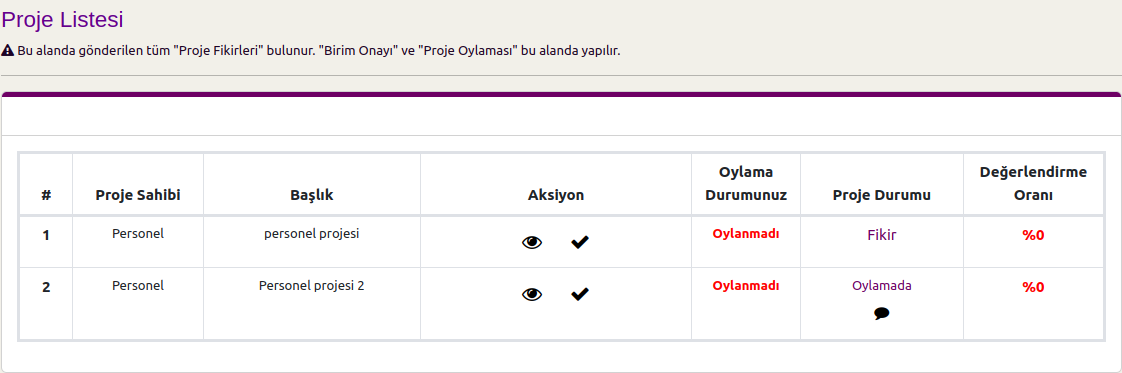 Proje Listesi
Bu alanda gönderilen tüm "Proje Fikirleri" bulunur. "Birim Onayı" ve "Proje Oylaması" bu alanda yapılır.
# Proje Sahibi Başlık Aksiyon Oylama Durumunuz Proje Durumu Değerlendirme Oranı
1 Personel personel projesi Oylanmadı Fikir %0
2 Personel Personel projesi 2 Oylanmadı Oylamada %0